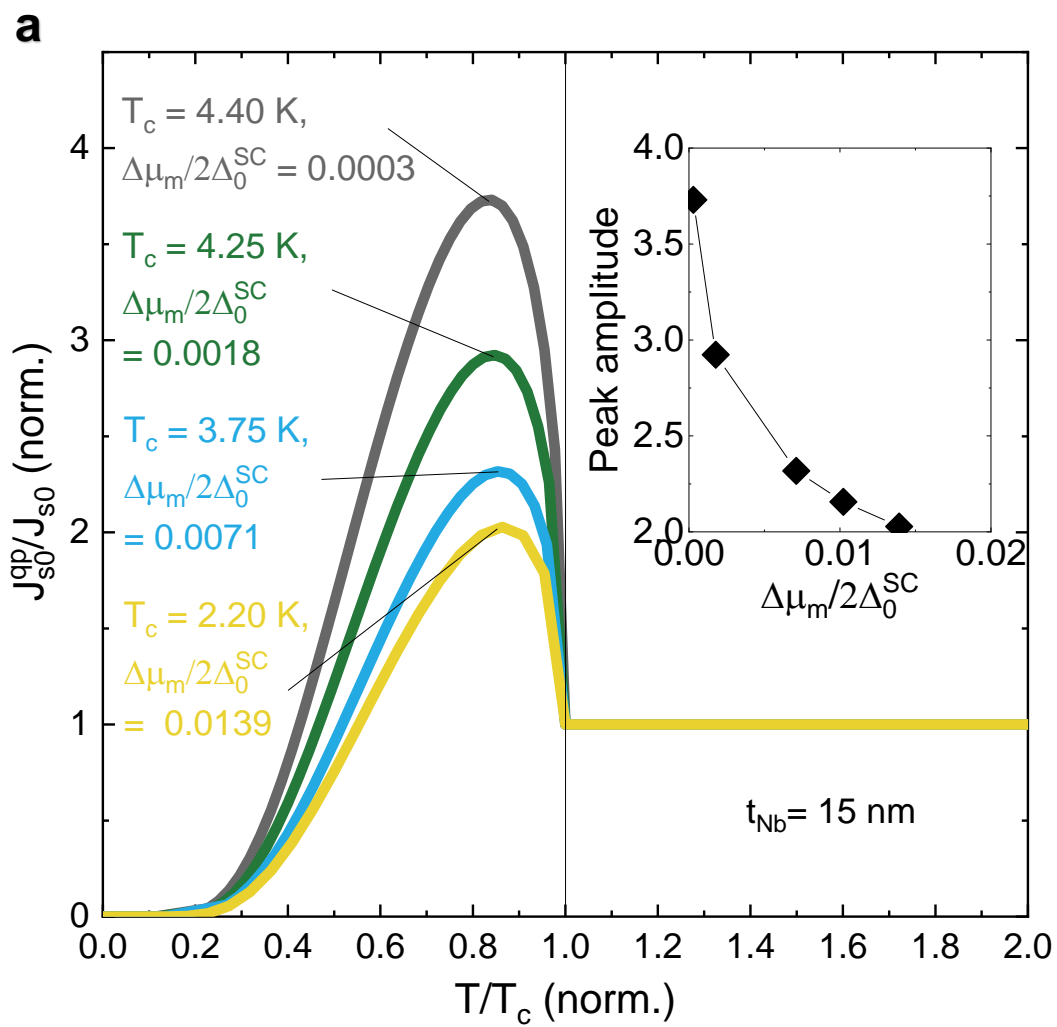 a
T_c = 4.40 K,
Δμ_m/2Δ_0^SC = 0.0003
T_c = 4.25 K,
Δμ_m/2Δ_0^SC
= 0.0018
T_c = 3.75 K,
Δμ_m/2Δ_0^SC
= 0.0071
T_c = 2.20 K,
Δμ_m/2Δ_0^SC
= 0.0139
J_s0^qp/J_s0 (norm.)
4
3
2
1
0
0.0 0.2 0.4 0.6 0.8 1.0 1.2 1.4 1.6 1.8 2.0
T/T_c (norm.)
Peak amplitude
4.0
3.5
3.0
2.5
2.0
0.00 0.01 0.02
Δμ_m/2Δ_0^SC
t_Nb= 15 nm